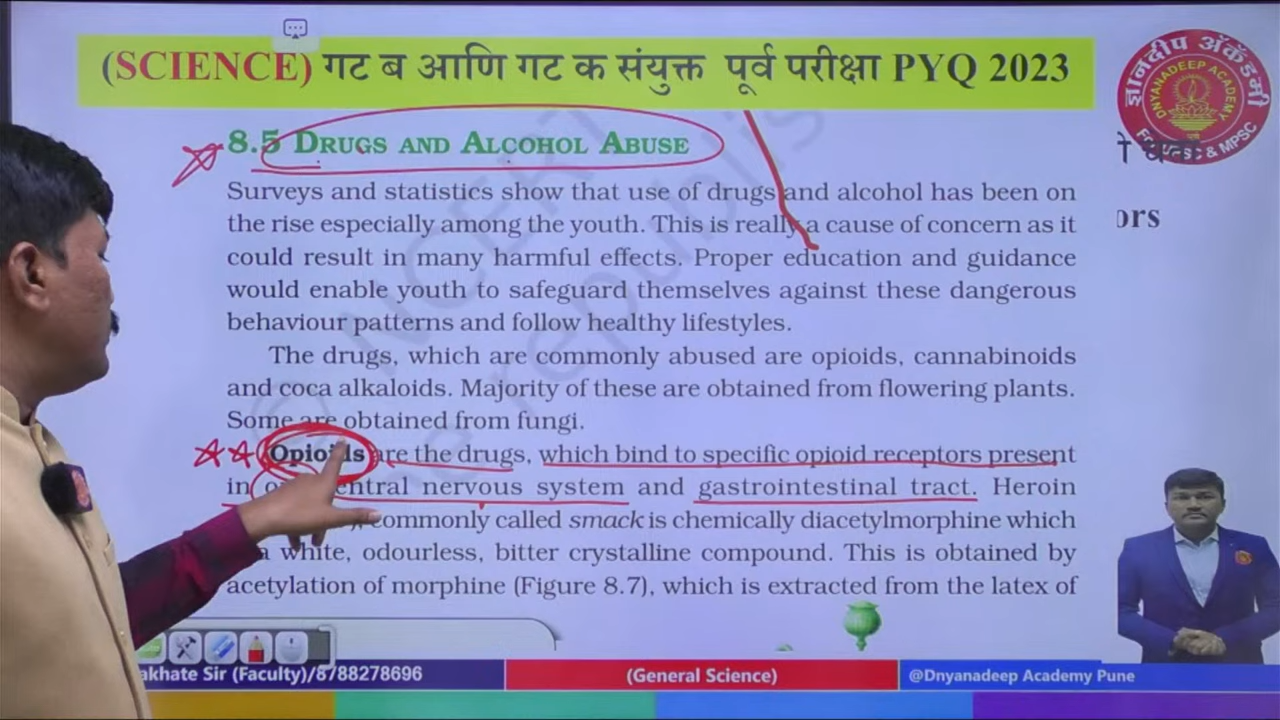 (SCIENCE) गट ब आणि गट क संयुक्त पूर्व परीक्षा PYQ 2023
ज्ञानदीप अॅकॅडमी
DNYANADEEP ACADEMY
UPSC & MPSC
8.5 DRUGS AND ALCOHOL ABUSE
ors
Surveys and statistics show that use of drugs and alcohol has been on
the rise especially among the youth. This is really a cause of concern as it
could result in many harmful effects. Proper education and guidance
would enable youth to safeguard themselves against these dangerous
behaviour patterns and follow healthy lifestyles.
The drugs, which are commonly abused are opioids, cannabinoids
and coca alkaloids. Majority of these are obtained from flowering plants.
Some are obtained from fungi.
Opioids are the drugs, which bind to specific opioid receptors present
in central nervous system and gastrointestinal tract. Heroin
commonly called smack is chemically diacetylmorphine which
white, odourless, bitter crystalline compound. This is obtained by
acetylation of morphine (Figure 8.7), which is extracted from the latex of
akhate Sir (Faculty)/8788278696
(General Science)
@Dnyanadeep Academy Pune